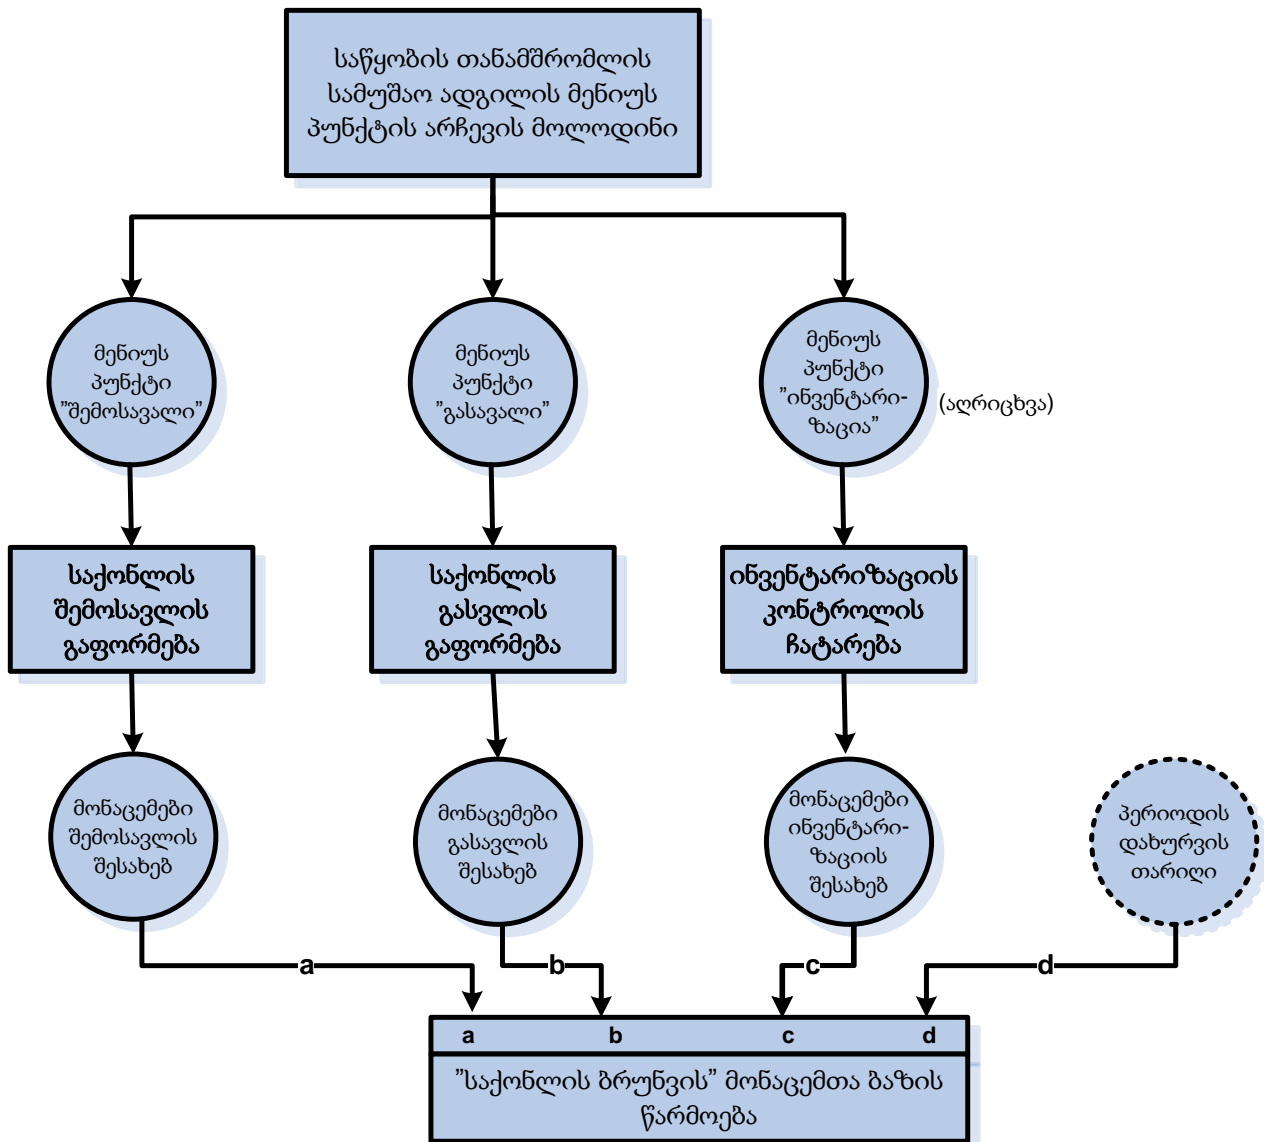 საწყობის თანამშრომლის
სამუშაო ადგილის მენიუს
პუნქტის არჩევის მოლოდინი
მენიუს
პუნქტი
”შემოსავალი”
მენიუს
პუნქტი
”გასავალი”
მენიუს
პუნქტი
”ინვენტარი-
ზაცია”
(აღრიცხვა)
საქონლის
შემოსავლის
გაფორმება
საქონლის
გასვლის
გაფორმება
ინვენტარიზაციის
კონტროლის
ჩატარება
მონაცემები
შემოსავლის
შესახებ
მონაცემები
გასავლის
შესახებ
მონაცემები
ინვენტარი-
ზაციის
შესახებ
პერიოდის
დახურვის
თარიღი
a
b
c
d
a
b
c
d
”საქონლის ბრუნვის” მონაცემთა ბაზის
წარმოება